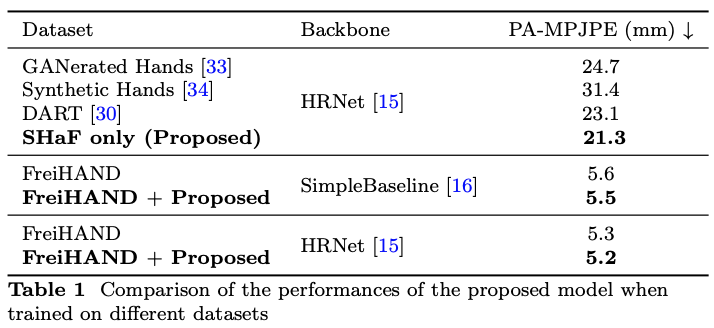 Dataset Backbone PA-MPJPE (mm) ↓
GANerated Hands [33] 24.7
Synthetic Hands [34] 31.4
HRNet [15]
DART [30] 23.1
SHaF only (Proposed) 21.3
FreiHAND 5.6
SimpleBaseline [16]
FreiHAND + Proposed 5.5
FreiHAND 5.3
HRNet [15]
FreiHAND + Proposed 5.2
Table 1 Comparison of the performances of the proposed model when
trained on different datasets